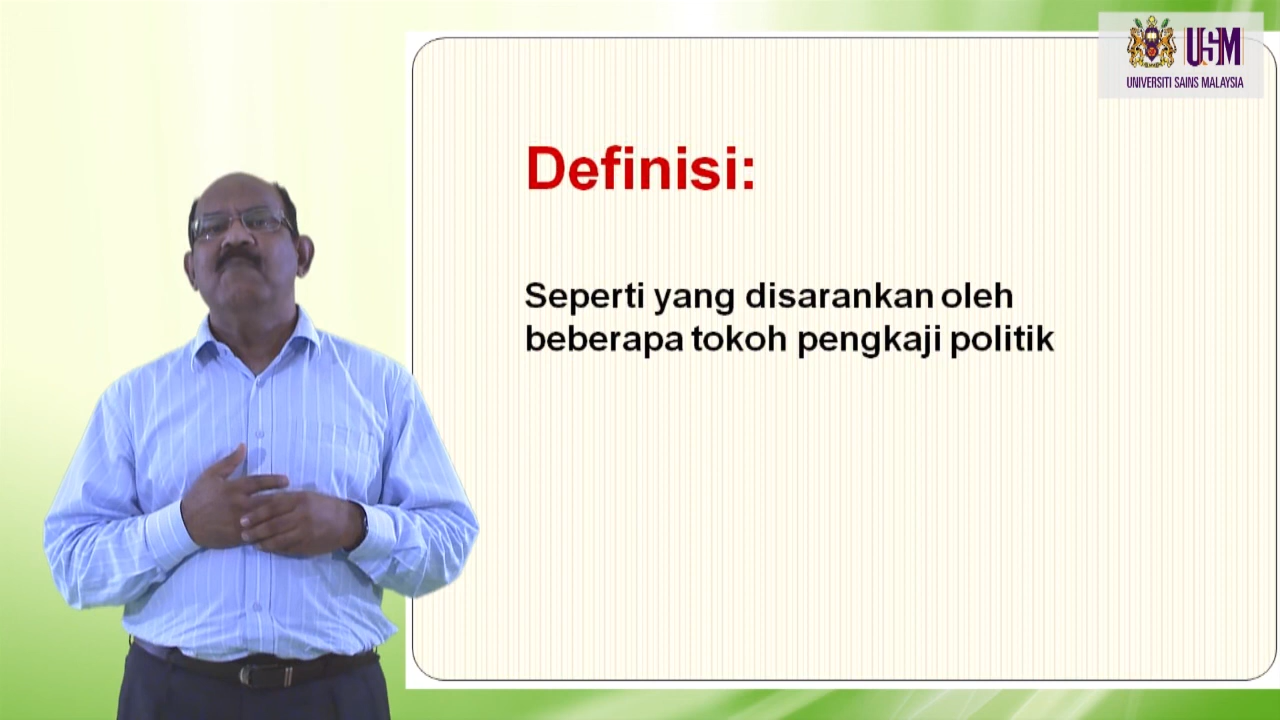 USM
UNIVERSITI SAINS MALAYSIA
Definisi:
Seperti yang disarankan oleh
beberapa tokoh pengkaji politik